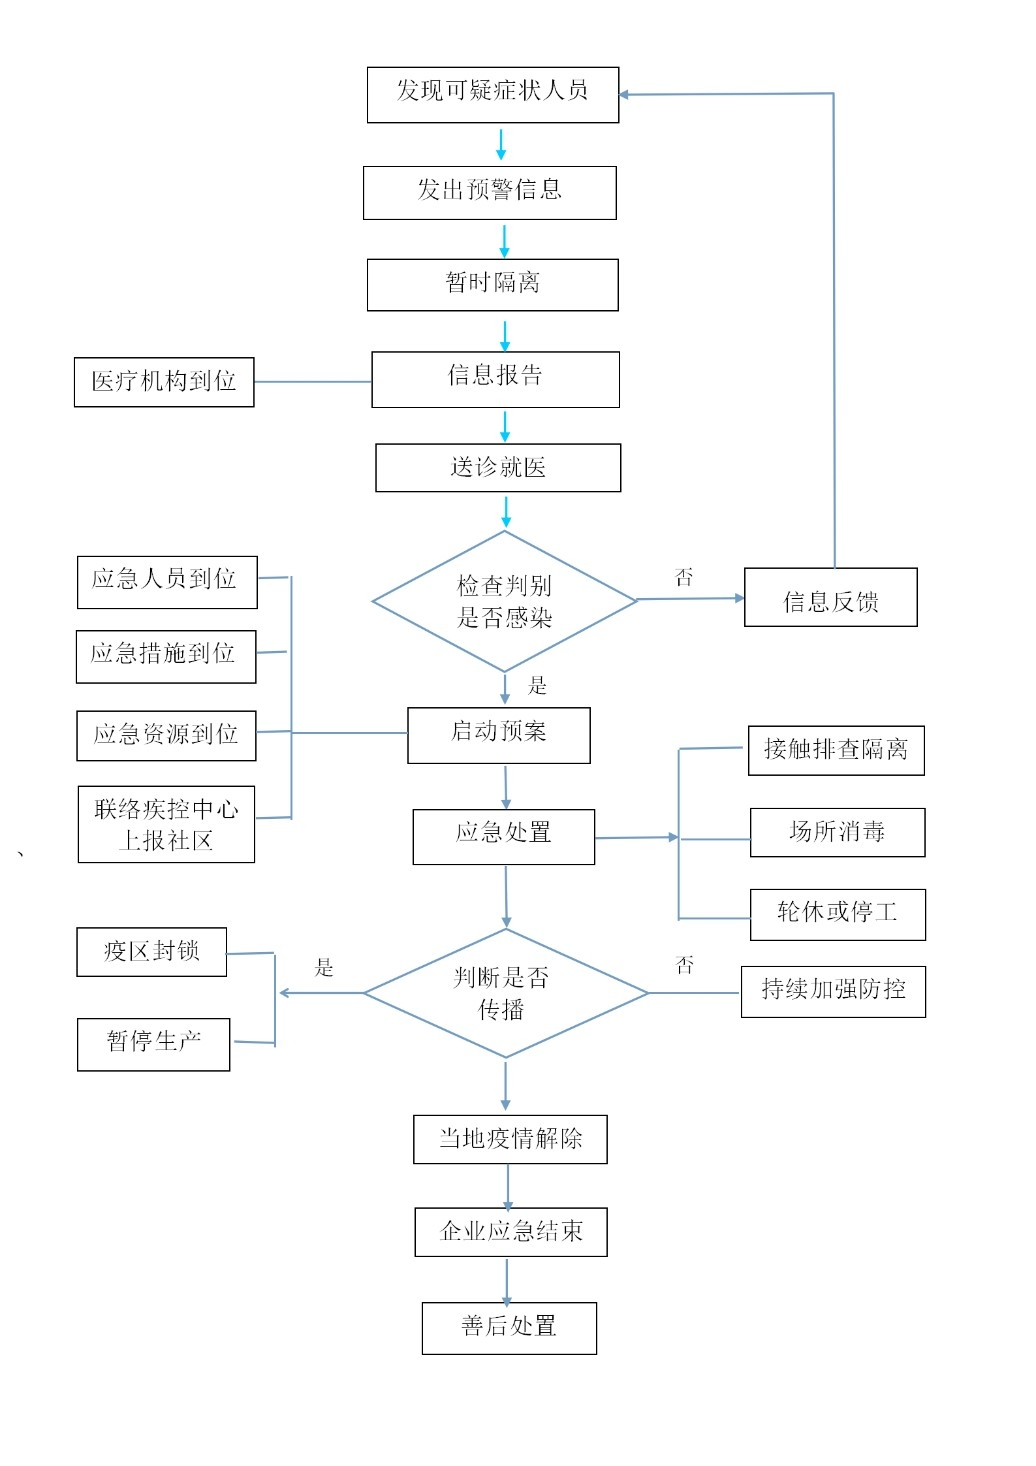 发现可疑症状人员
发出预警信息
暂时隔离
医疗机构到位
信息报告
送诊就医
检查判别
是否感染
否
信息反馈
是
应急人员到位
应急措施到位
应急资源到位
联络疾控中心
上报社区
启动预案
应急处置
接触排查隔离
场所消毒
轮休或停工
、
判断是否
传播
是
疫区封锁
暂停生产
否
持续加强防控
当地疫情解除
企业应急结束
善后处置